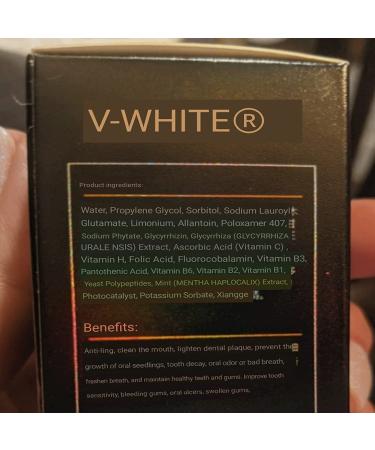 V-WHITE®
Product ingredients:
Water, Propylene Glycol, Sorbitol, Sodium Lauroyl
Glutamate, Limonium, Allantoin, Poloxamer 407,
Sodium Phytate, Glycyrrhizin, Glycyrrhiza (GLYCYRRHIZA
URALE NSIS) Extract, Ascorbic Acid (Vitamin C) ,
Vitamin H, Folic Acid, Fluorocobalamin, Vitamin B3,
Pantothenic Acid, Vitamin B6, Vitamin B2, Vitamin B1,
Yeast Polypeptides, Mint (MENTHA HAPLOCALIX) Extract,
Photocatalyst, Potassium Sorbate, Xiangge
Benefits:
Anti-ling, clean the mouth, lighten dental plaque, prevent the
growth of oral seedlings, tooth decay, oral odor or bad breath,
freshen breath, and maintain healthy teeth and gums. Improve tooth
sensitivity, bleeding gums, oral ulcers, swollen gums,